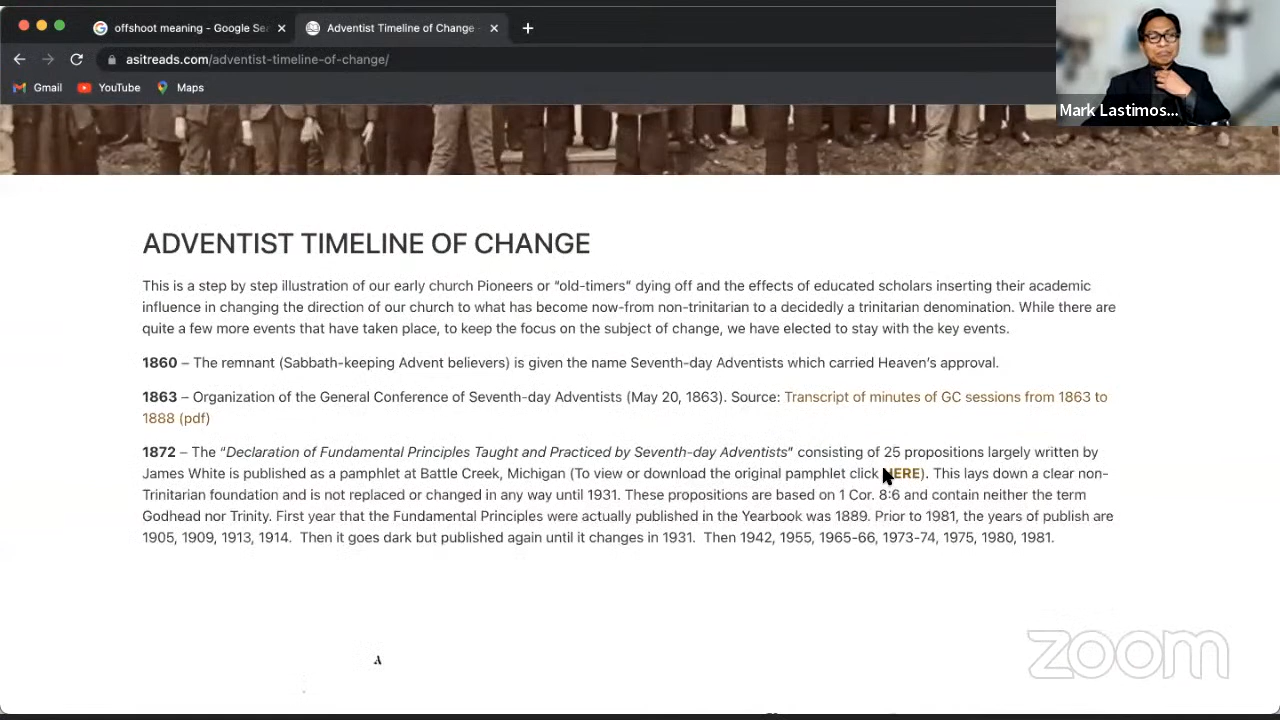 offshoot meaning - Google Se
Adventist Timeline of Change -
asitreads.com/adventist-timeline-of-change/
Gmail
YouTube
Maps
Mark Lastimos...
ADVENTIST TIMELINE OF CHANGE
This is a step by step illustration of our early church Pioneers or "old-timers" dying off and the effects of educated scholars inserting their academic
influence in changing the direction of our church to what has become now-from non-trinitarian to a decidedly a trinitarian denomination. While there are
quite a few more events that have taken place, to keep the focus on the subject of change, we have elected to stay with the key events.
1860 – The remnant (Sabbath-keeping Advent believers) is given the name Seventh-day Adventists which carried Heaven's approval.
1863 – Organization of the General Conference of Seventh-day Adventists (May 20, 1863). Source: Transcript of minutes of GC sessions from 1863 to
1888 (pdf)
1872 – The "Declaration of Fundamental Principles Taught and Practiced by Seventh-day Adventists" consisting of 25 propositions largely written by
James White is published as a pamphlet at Battle Creek, Michigan (To view or download the original pamphlet click HERE). This lays down a clear non-
Trinitarian foundation and is not replaced or changed in any way until 1931. These propositions are based on 1 Cor. 8:6 and contain neither the term
Godhead nor Trinity. First year that the Fundamental Principles were actually published in the Yearbook was 1889. Prior to 1981, the years of publish are
1905, 1909, 1913, 1914. Then it goes dark but published again until it changes in 1931. Then 1942, 1955, 1965-66, 1973-74, 1975, 1980, 1981.
A
zoom